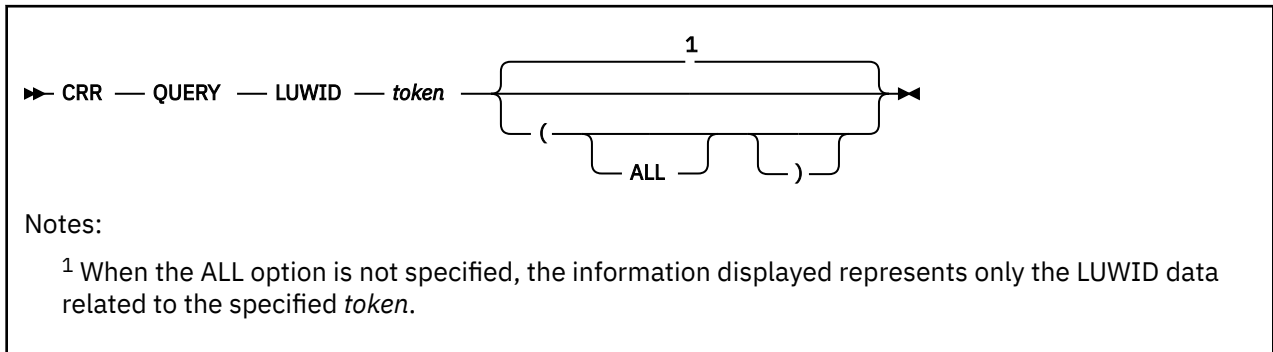 1
CRR QUERY LUWID token
(
ALL )
Notes:
1 When the ALL option is not specified, the information displayed represents only the LUWID data
related to the specified token.